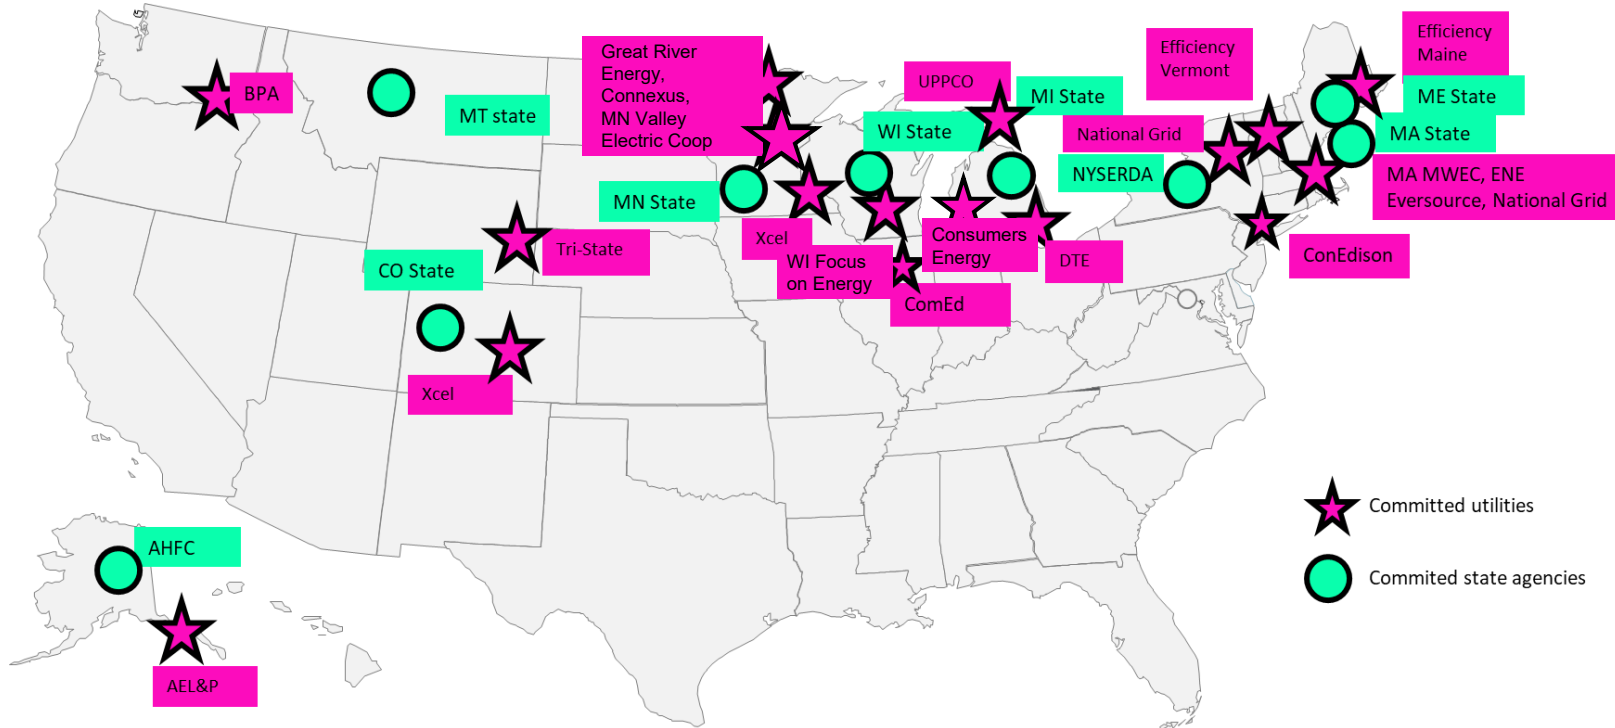 Great River
Energy,
Connexus,
MN Valley
Electric Coop
Efficiency
Vermont
Efficiency
Maine
BPA
MT state
UPPCO
MI State
ME State
WI State
National Grid
MA State
NYSERDA
MA MWEC, ENE
Eversource, National Grid
MN State
Tri-State
Xcel
Consumers
Energy
ConEdison
CO State
WI Focus
on Energy
DTE
ComEd
Xcel
Committed utilities
AHFC
Commited state agencies
AEL&P